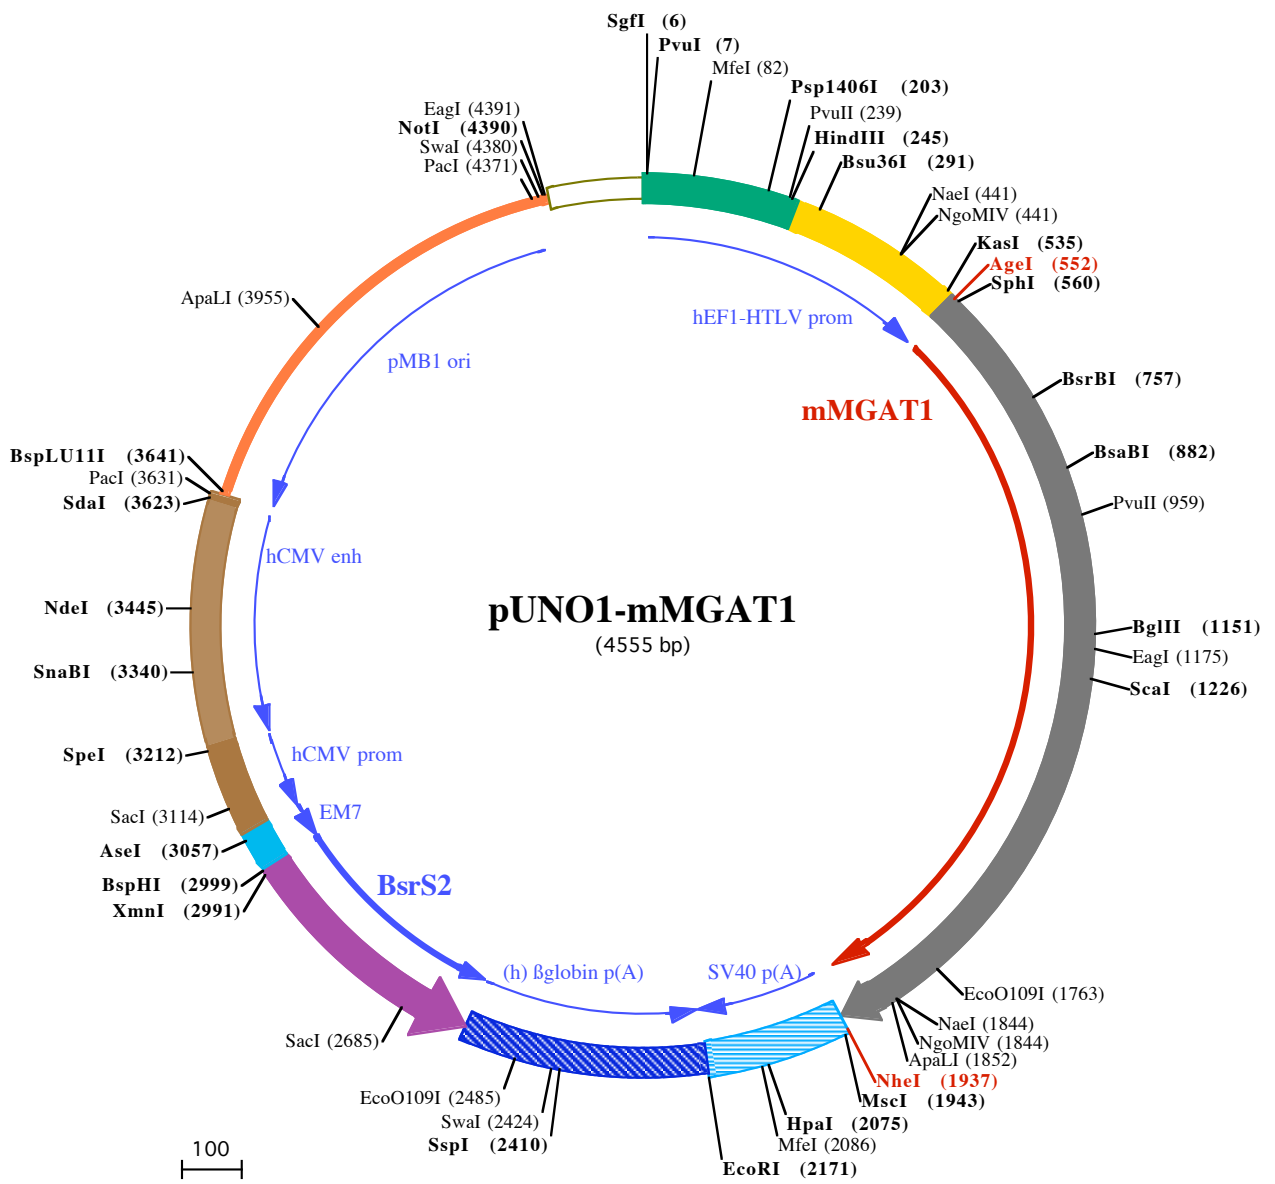 SgfI (6)
PvuI (7)
MfeI (82)
Psp1406I (203)
PvuII (239)
HindIII (245)
Bsu36I (291)
NaeI (441)
NgoMIV (441)
KasI (535)
AgeI (552)
SphI (560)
BsrBI (757)
BsaBI (882)
PvuII (959)
BglII (1151)
EagI (1175)
ScaI (1226)
EcoO109I (1763)
NaeI (1844)
NgoMIV (1844)
ApaLI (1852)
NheI (1937)
MscI (1943)
HpaI (2075)
MfeI (2086)
EcoRI (2171)
SspI (2410)
SwaI (2424)
EcoO109I (2485)
SacI (2685)
XmnI (2991)
BspHI (2999)
AseI (3057)
SacI (3114)
SpeI (3212)
SnaBI (3340)
NdeI (3445)
SdaI (3623)
PacI (3631)
BspLU11I (3641)
ApaLI (3955)
PacI (4371)
SwaI (4380)
NotI (4390)
EagI (4391)
hEF1-HTLV prom
mMGAT1
SV40 p(A)
(h) ßglobin p(A)
BsrS2
EM7
hCMV prom
hCMV enh
pMB1 ori
pUNO1-mMGAT1
(4555 bp)
100